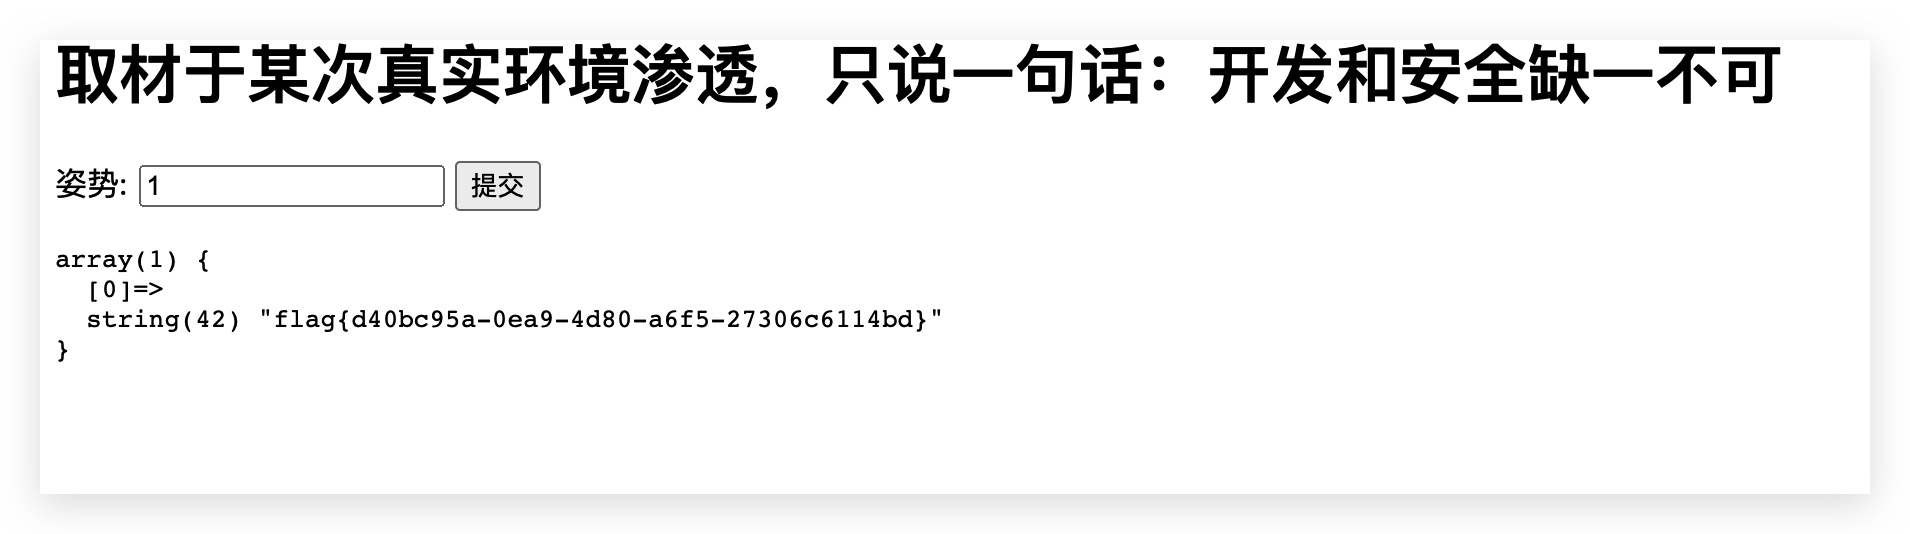 取材于某次真实环境渗透，只说一句话：开发和安全缺一不可
姿势: 1 提交
array(1) {
  [0]=>
  string(42) "flag{d40bc95a-0ea9-4d80-a6f5-27306c6114bd}"
}